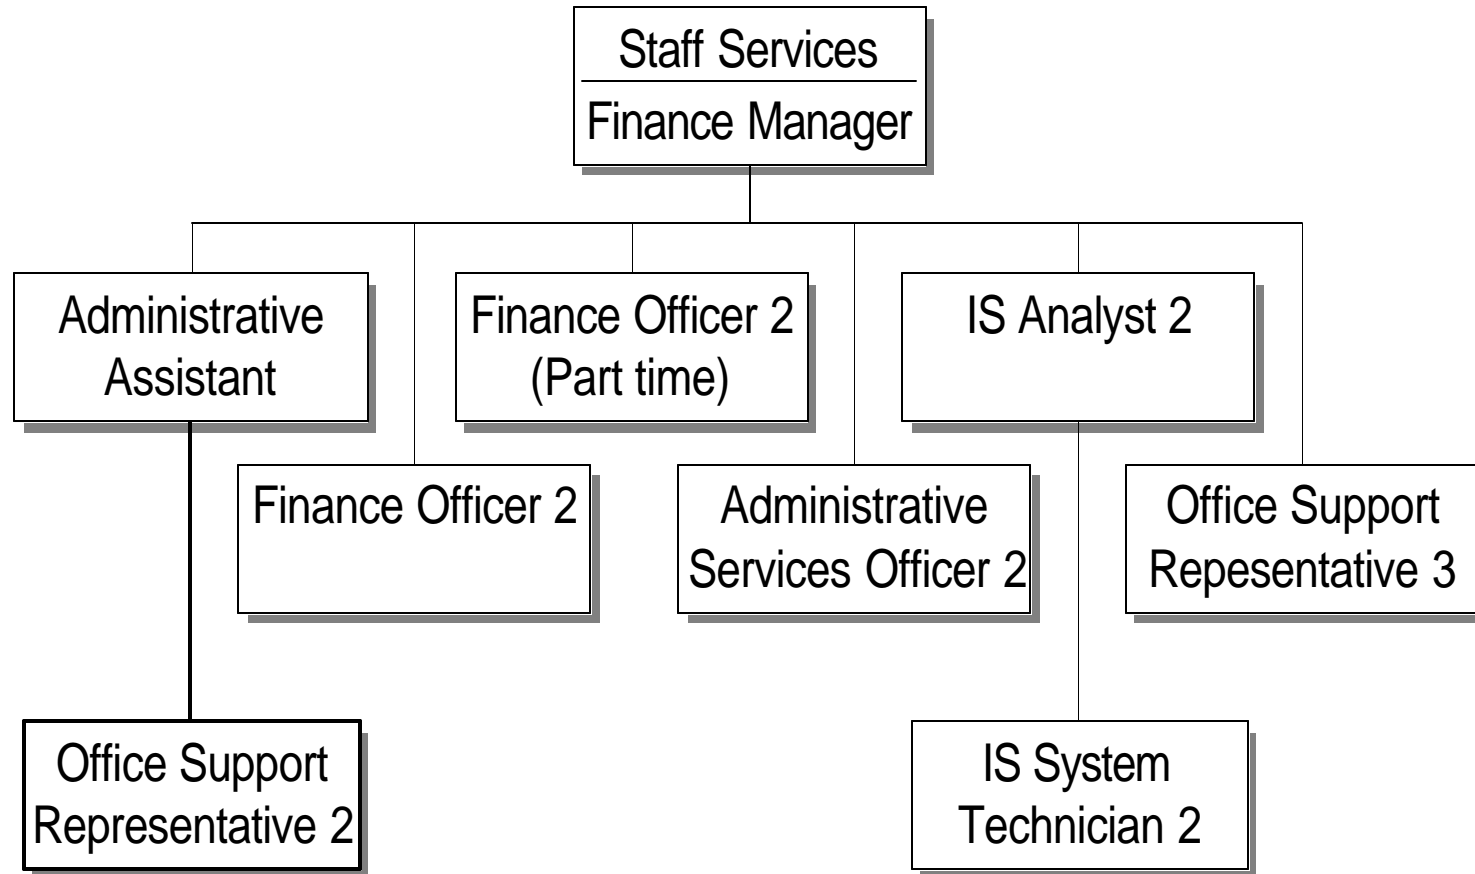 Staff Services
Finance Manager
Administrative
Assistant
Finance Officer 2
(Part time)
IS Analyst 2
Finance Officer 2
Administrative
Services Officer 2
Office Support
Repesentative 3
Office Support
Representative 2
IS System
Technician 2